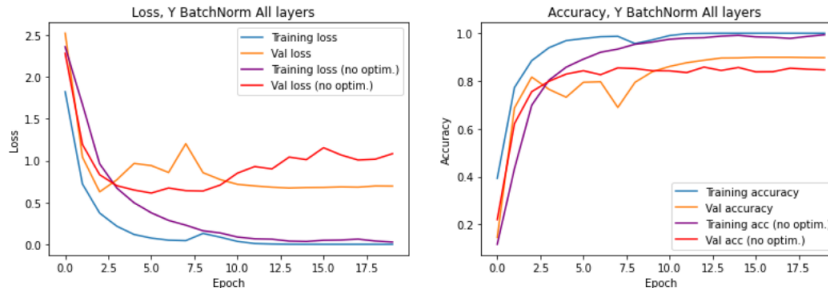 Loss, Y BatchNorm All layers
Training loss
Val loss
Training loss (no optim.)
Val loss (no optim.)
2.5
2.0
1.5
1.0
0.5
0.0
Loss
0.0 2.5 5.0 7.5 10.0 12.5 15.0 17.5
Epoch
Accuracy, Y BatchNorm All layers
1.0
0.8
0.6
0.4
0.2
Accuracy
Training accuracy
Val accuracy
Training acc (no optim.)
Val acc (no optim.)
0.0 2.5 5.0 7.5 10.0 12.5 15.0 17.5
Epoch